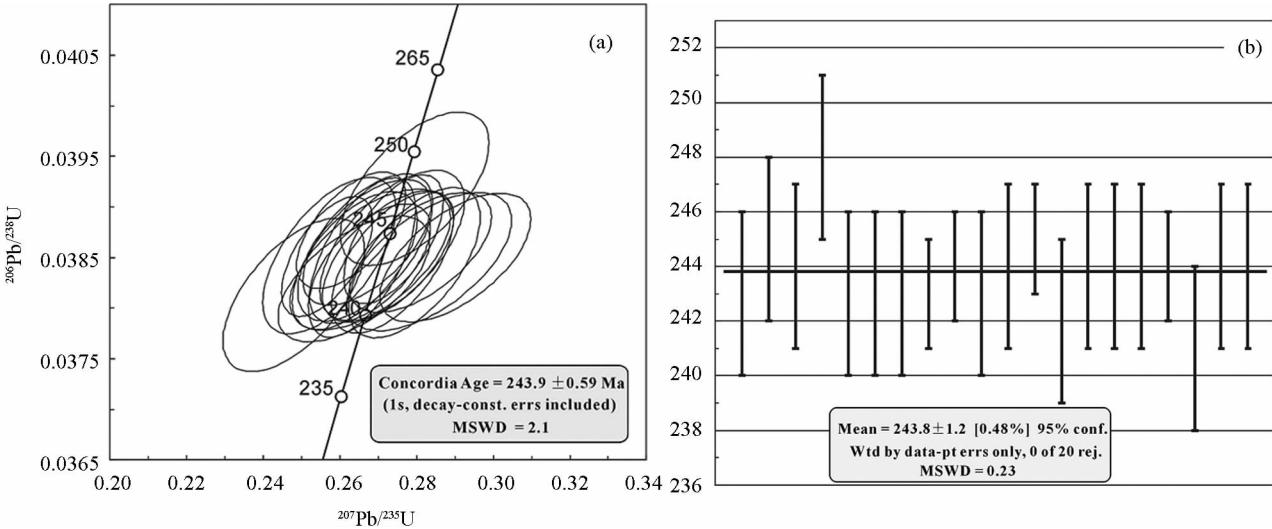 (a)
0.0405
0.0395
0.0385
0.0375
0.0365
²⁰⁶Pb/²³⁸U
265
250
245
240
235
Concordia Age = 243.9 ±0.59 Ma
(1s, decay-const. errs included)
MSWD = 2.1
0.20
0.22
0.24
0.26
0.28
0.30
0.32
0.34
²⁰⁷Pb/²³⁵U
(b)
252
250
248
246
244
242
240
238
236
Mean = 243.8±1.2 [0.48%] 95% conf.
Wtd by data-pt errs only, 0 of 20 rej.
MSWD = 0.23